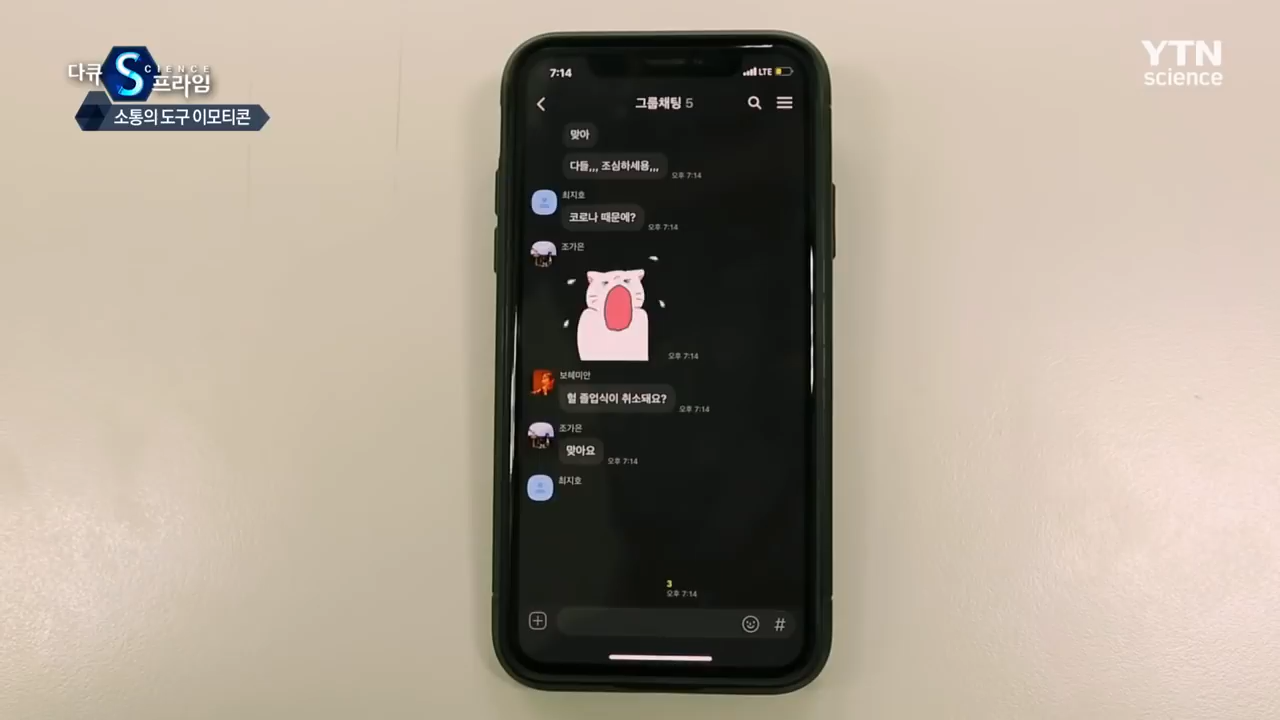 다큐 S프라임
SCIENCE
소통의 도구 이모티콘
YTN
science
7:14
LTE
그룹채팅 5
맞아
다들,,, 조심하세용,,,
오후 7:14
최지호
코로나 때문에?
오후 7:14
조가은
오후 7:14
보혜미안
헐 졸업식이 취소돼요?
오후 7:14
조가은
맞아요
오후 7:14
최지호
3
오후 7:14
#